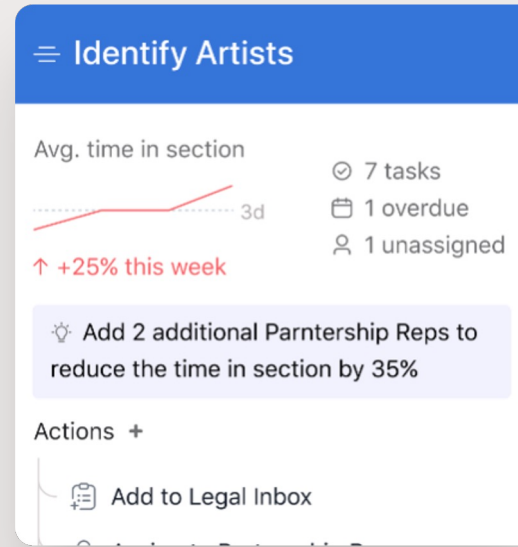 Identify Artists
Avg. time in section
3d
↑ +25% this week
7 tasks
1 overdue
1 unassigned
Add 2 additional Parntership Reps to
reduce the time in section by 35%
Actions +
Add to Legal Inbox